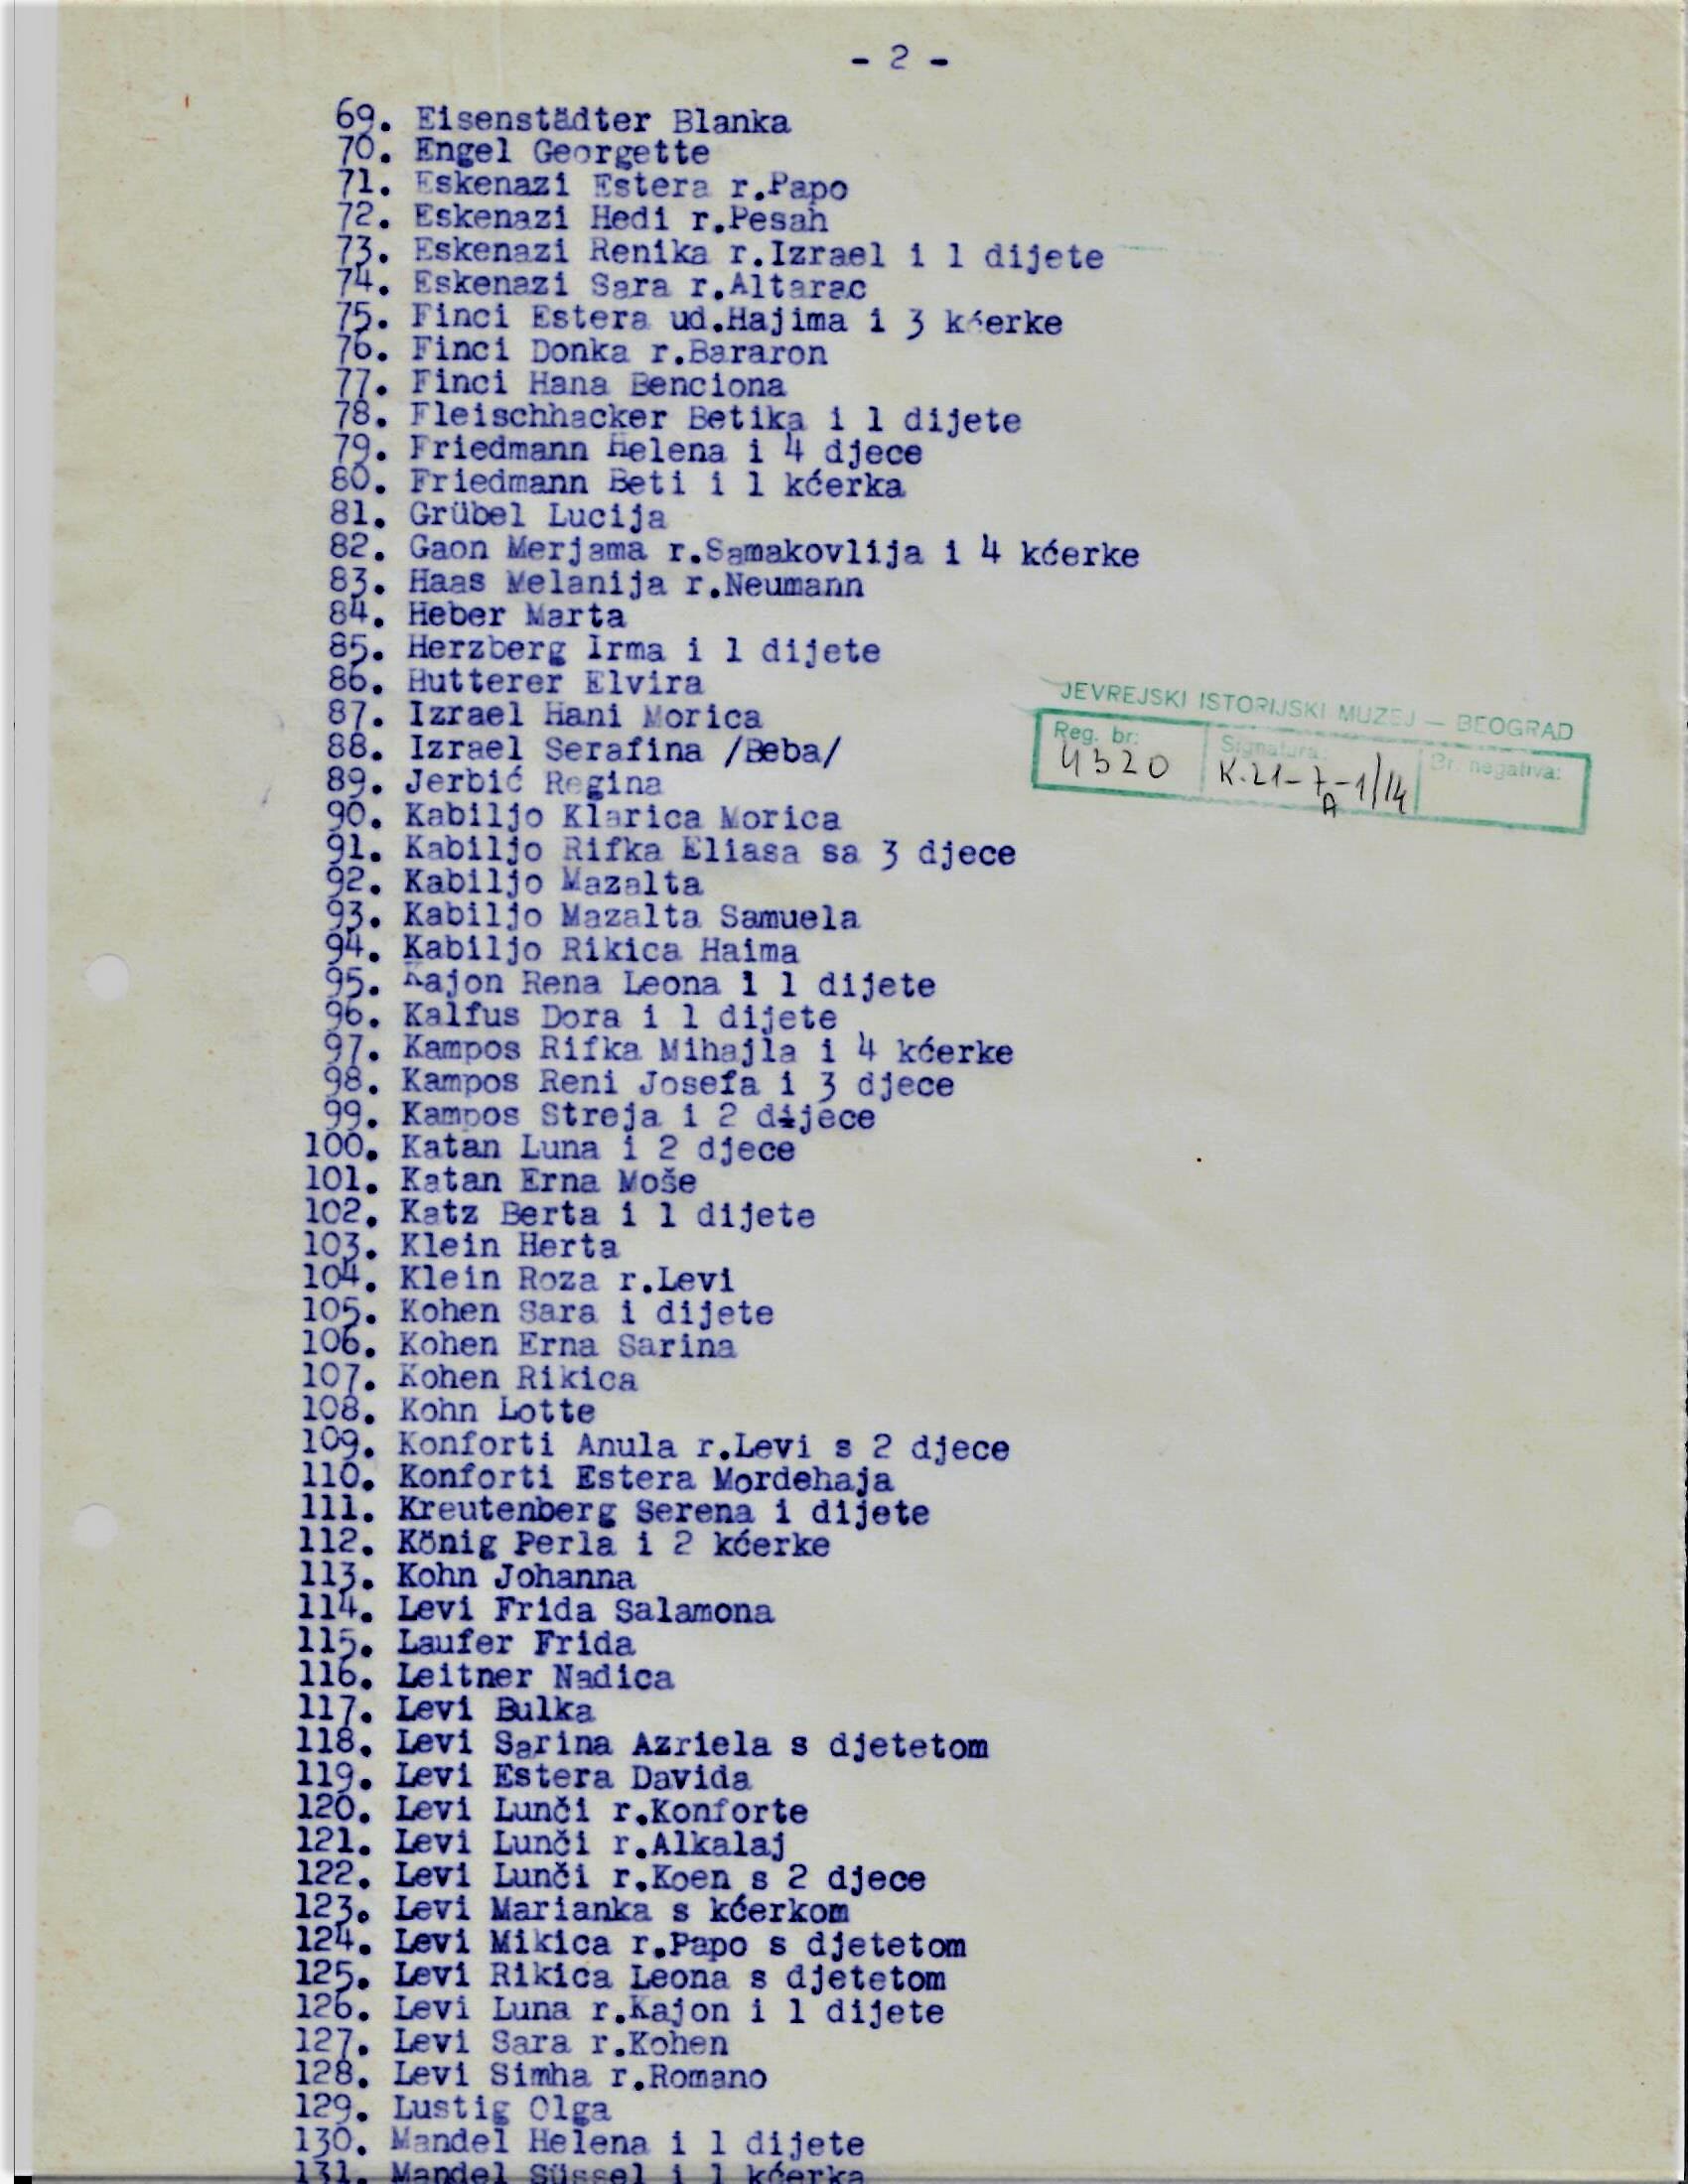 - 2 -
69. Eisenstädter Blanka
70. Engel Georgette
71. Eskenazi Estera r.Papo
72. Eskenazi Hedi r.Pesah
73. Eskenazi Renika r.Izrael i 1 dijete
74. Eskenazi Sara r.Altarac
75. Finci Estera ud.Hajima i 3 kćerke
76. Finci Donka r.Bararon
77. Finci Hana Benciona
78. Fleischhacker Betika i 1 dijete
79. Friedmann Helena i 4 djece
80. Friedmann Beti i 1 kćerka
81. Grübel Lucija
82. Gaon Merjama r.Samakovlija i 4 kćerke
83. Haas Melanija r.Neumann
84. Heber Marta
85. Herzberg Irma i 1 dijete
86. Hutterer Elvira
87. Izrael Hani Morica
88. Izrael Serafina /Beba/
89. Jerbić Regina
90. Kabiljo Klarica Morica
91. Kabiljo Rifka Eliasa sa 3 djece
92. Kabiljo Mazalta
93. Kabiljo Mazalta Samuela
94. Kabiljo Rikica Haima
95. Kajon Rena Leona i 1 dijete
96. Kalfus Dora i 1 dijete
97. Kampos Rifka Mihajla i 4 kćerke
98. Kampos Reni Josefa i 3 djece
99. Kampos Streja i 2 dijece
100. Katan Luna i 2 djece
101. Katan Erna Moše
102. Katz Berta i 1 dijete
103. Klein Herta
104. Klein Roza r.Levi
105. Kohen Sara i dijete
106. Kohen Erna Sarina
107. Kohen Rikica
108. Kohn Lotte
109. Konforti Anula r.Levi s 2 djece
110. Konforti Estera Mordehaja
111. Kreutenberg Serena i dijete
112. König Perla i 2 kćerke
113. Kohn Johanna
114. Levi Frida Salamona
115. Laufer Frida
116. Leitner Nadica
117. Levi Bulka
118. Levi Sarina Azriela s djetetom
119. Levi Estera Davida
120. Levi Lunči r.Konforte
121. Levi Lunči r.Alkalaj
122. Levi Lunči r.Koen s 2 djece
123. Levi Marianka s kćerkom
124. Levi Mikica r.Papo s djetetom
125. Levi Rikica Leona s djetetom
126. Levi Luna r.Kajon i 1 dijete
127. Levi Sara r.Kohen
128. Levi Simha r.Romano
129. Lustig Olga
130. Mandel Helena i 1 dijete
131. Mandel Süssel i 1 kćerka
JEVREJSKI ISTORIJSKI MUZEJ — BEOGRAD
Reg. br: Signatura: Br. negativa:
4320 K.21-7A-1/14